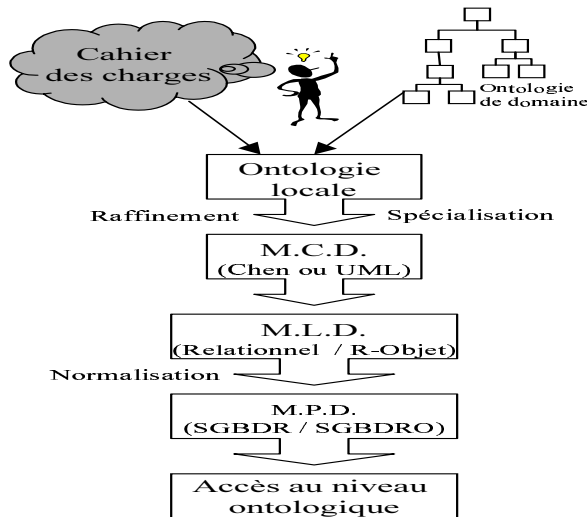 Cahier
des charges
Ontologie
de domaine
Ontologie
locale
Raffinement
Spécialisation
M.C.D.
(Chen ou UML)
M.L.D.
(Relationnel / R-Objet)
Normalisation
M.P.D.
(SGBDR / SGBDRO)
Accès au niveau
ontologique